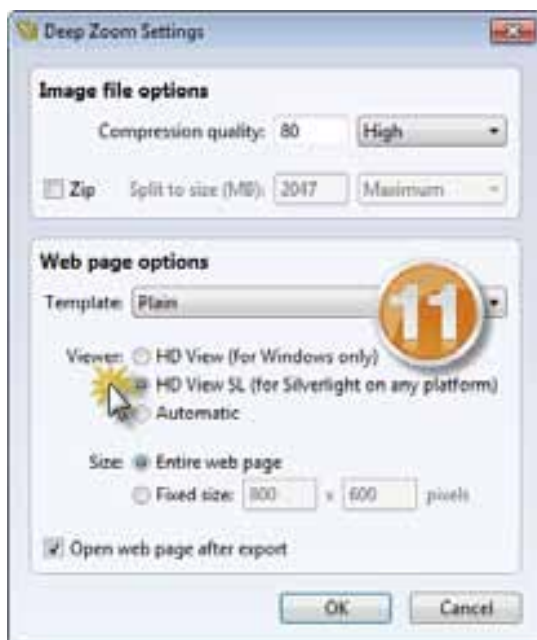 Deep Zoom Settings
Image file options
Compression quality: 80 High
Zip Split to size (MB): 2047 Maximum
Web page options
Template: Plain
11
Viewer: HD View (for Windows only)
HD View SL (for Silverlight on any platform)
Automatic
Size: Entire web page
Fixed size: 800 x 600 pixels
Open web page after export
OK Cancel